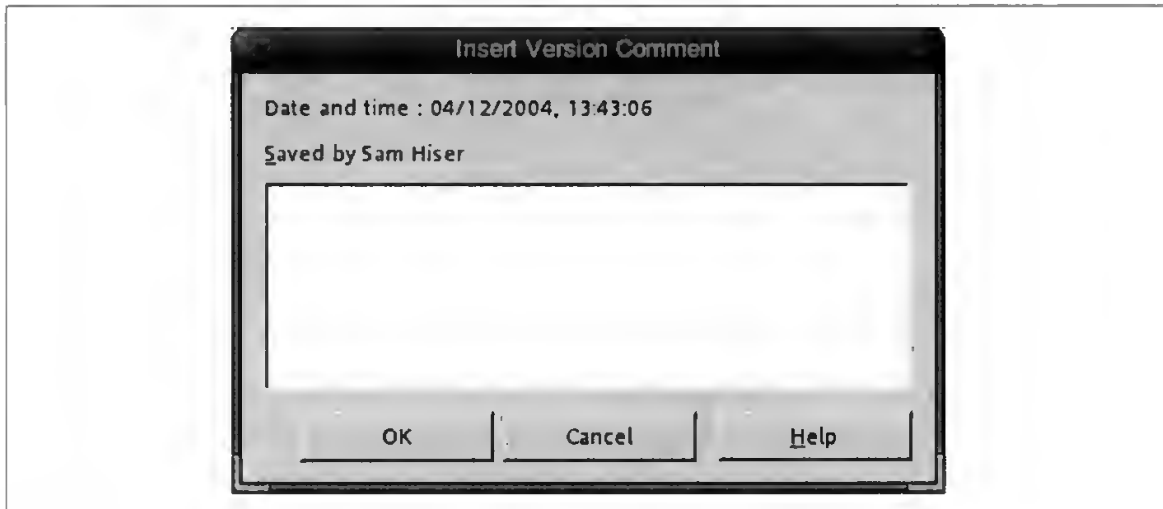 Insert Version Comment
Date and time : 04/12/2004, 13:43:06
Saved by Sam Hiser
OK Cancel Help